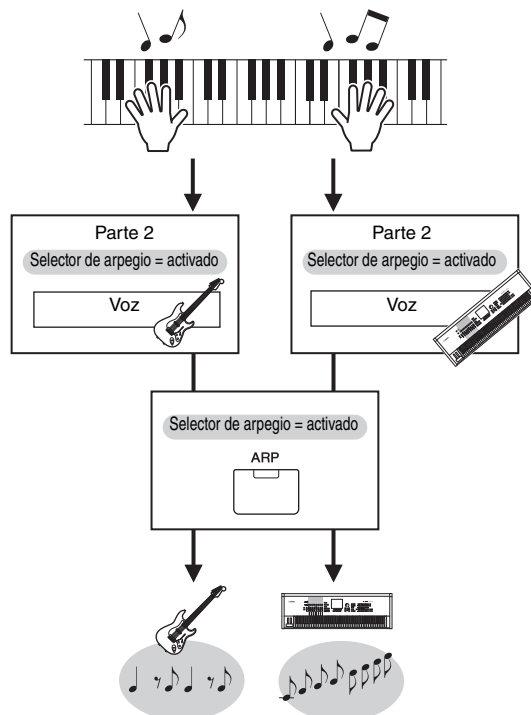 Parte 2
Selector de arpegio = activado
Voz
Parte 2
Selector de arpegio = activado
Voz
Selector de arpegio = activado
ARP